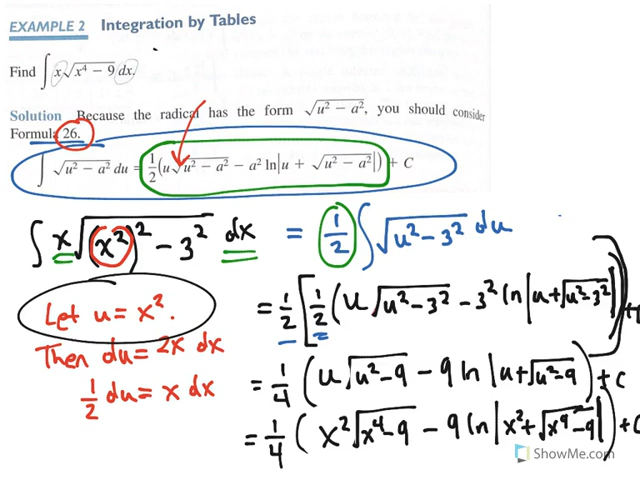 EXAMPLE 2 Integration by Tables
Find ∫ x√(x⁴ − 9) dx.
Solution Because the radical has the form √(u² − a²), you should consider
Formula 26.
∫ √(u² − a²) du = 1/2 (u√(u² − a²) − a² ln|u + √(u² − a²)|) + C
∫ x√((x²)² − 3²) dx = 1/2 ∫ √(u² − 3²) du
Let u = x².
= 1/2 [1/2 (u√(u² − 3²) − 3² ln|u + √(u² − 3²)|)] +
Then du = 2x dx
= 1/4 (u√(u² − 9) − 9 ln|u + √(u² − 9)|) + C
1/2 du = x dx
= 1/4 (x²√(x⁴ − 9) − 9 ln|x² + √(x⁴ − 9)|) + C
ShowMe.com